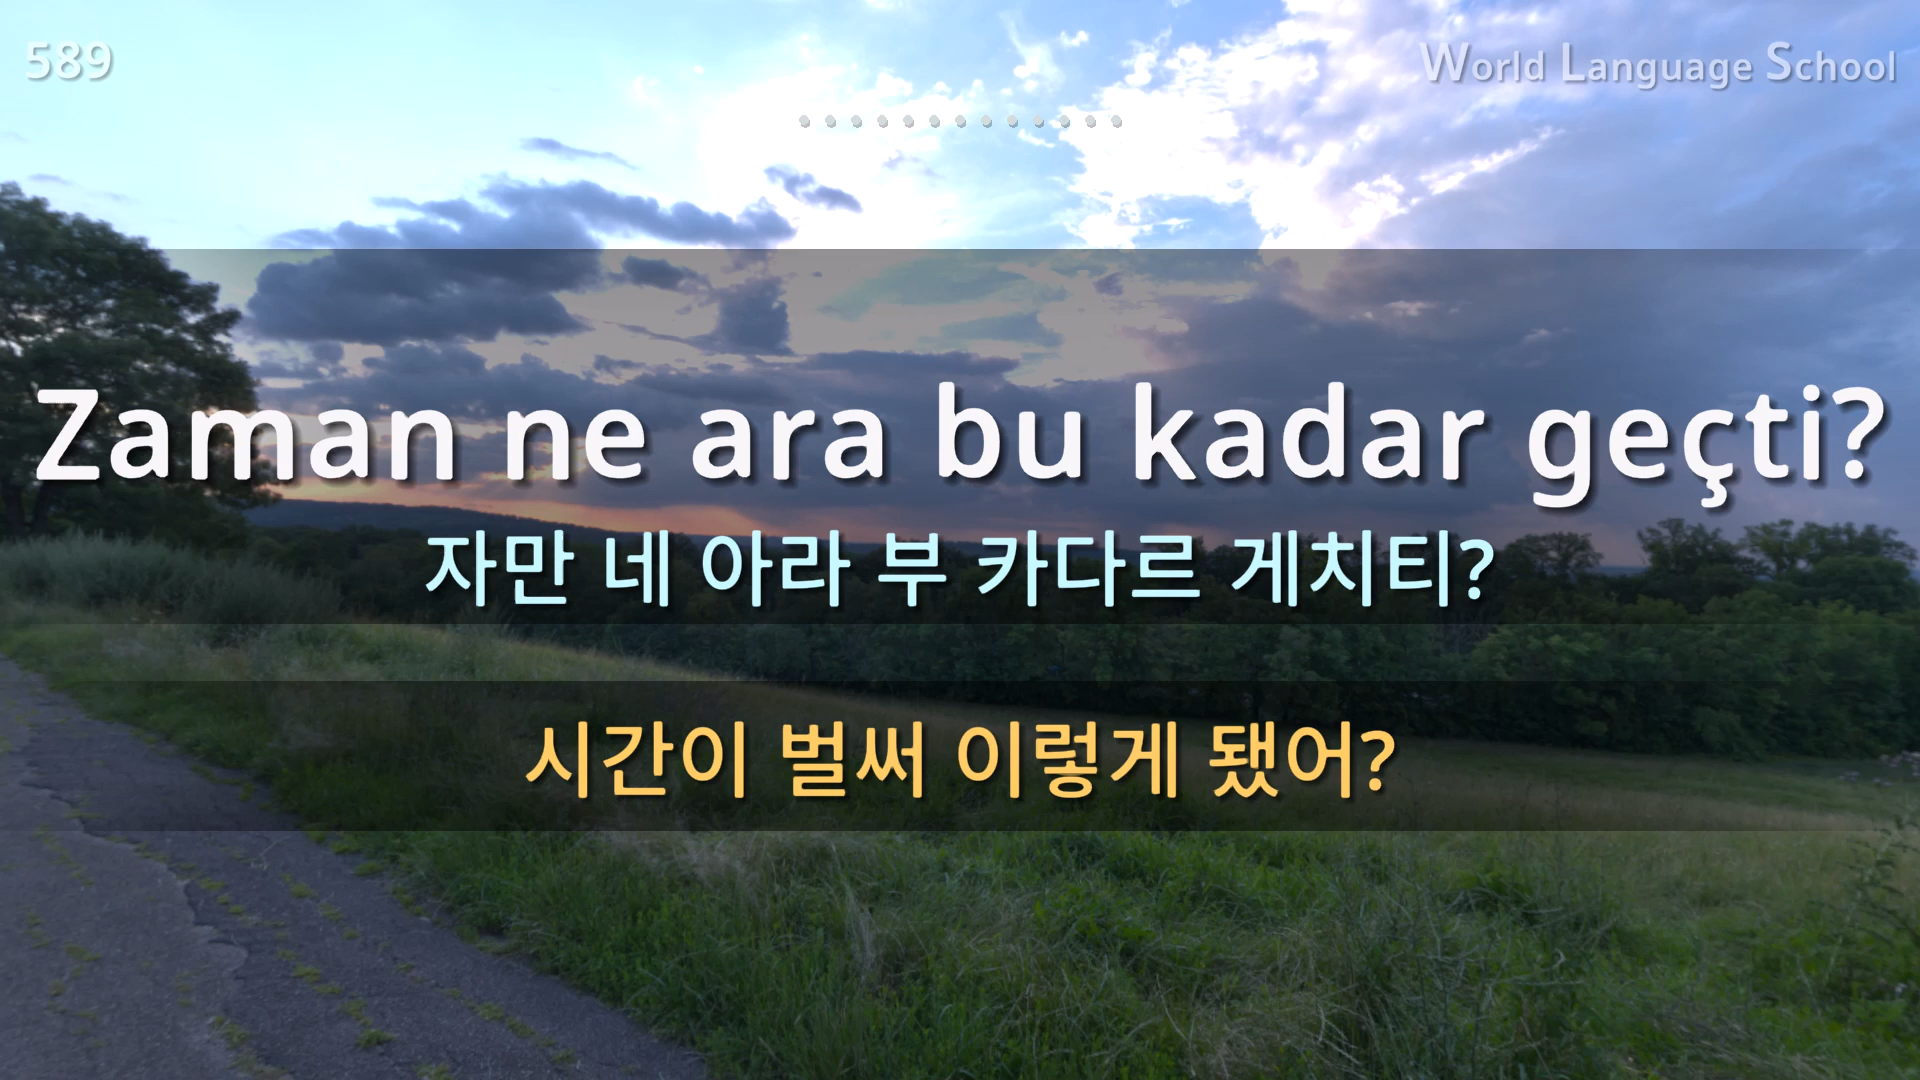 589
World Language School
Zaman ne ara bu kadar geçti?
자만 네 아라 부 카다르 게치티?
시간이 벌써 이렇게 됐어?